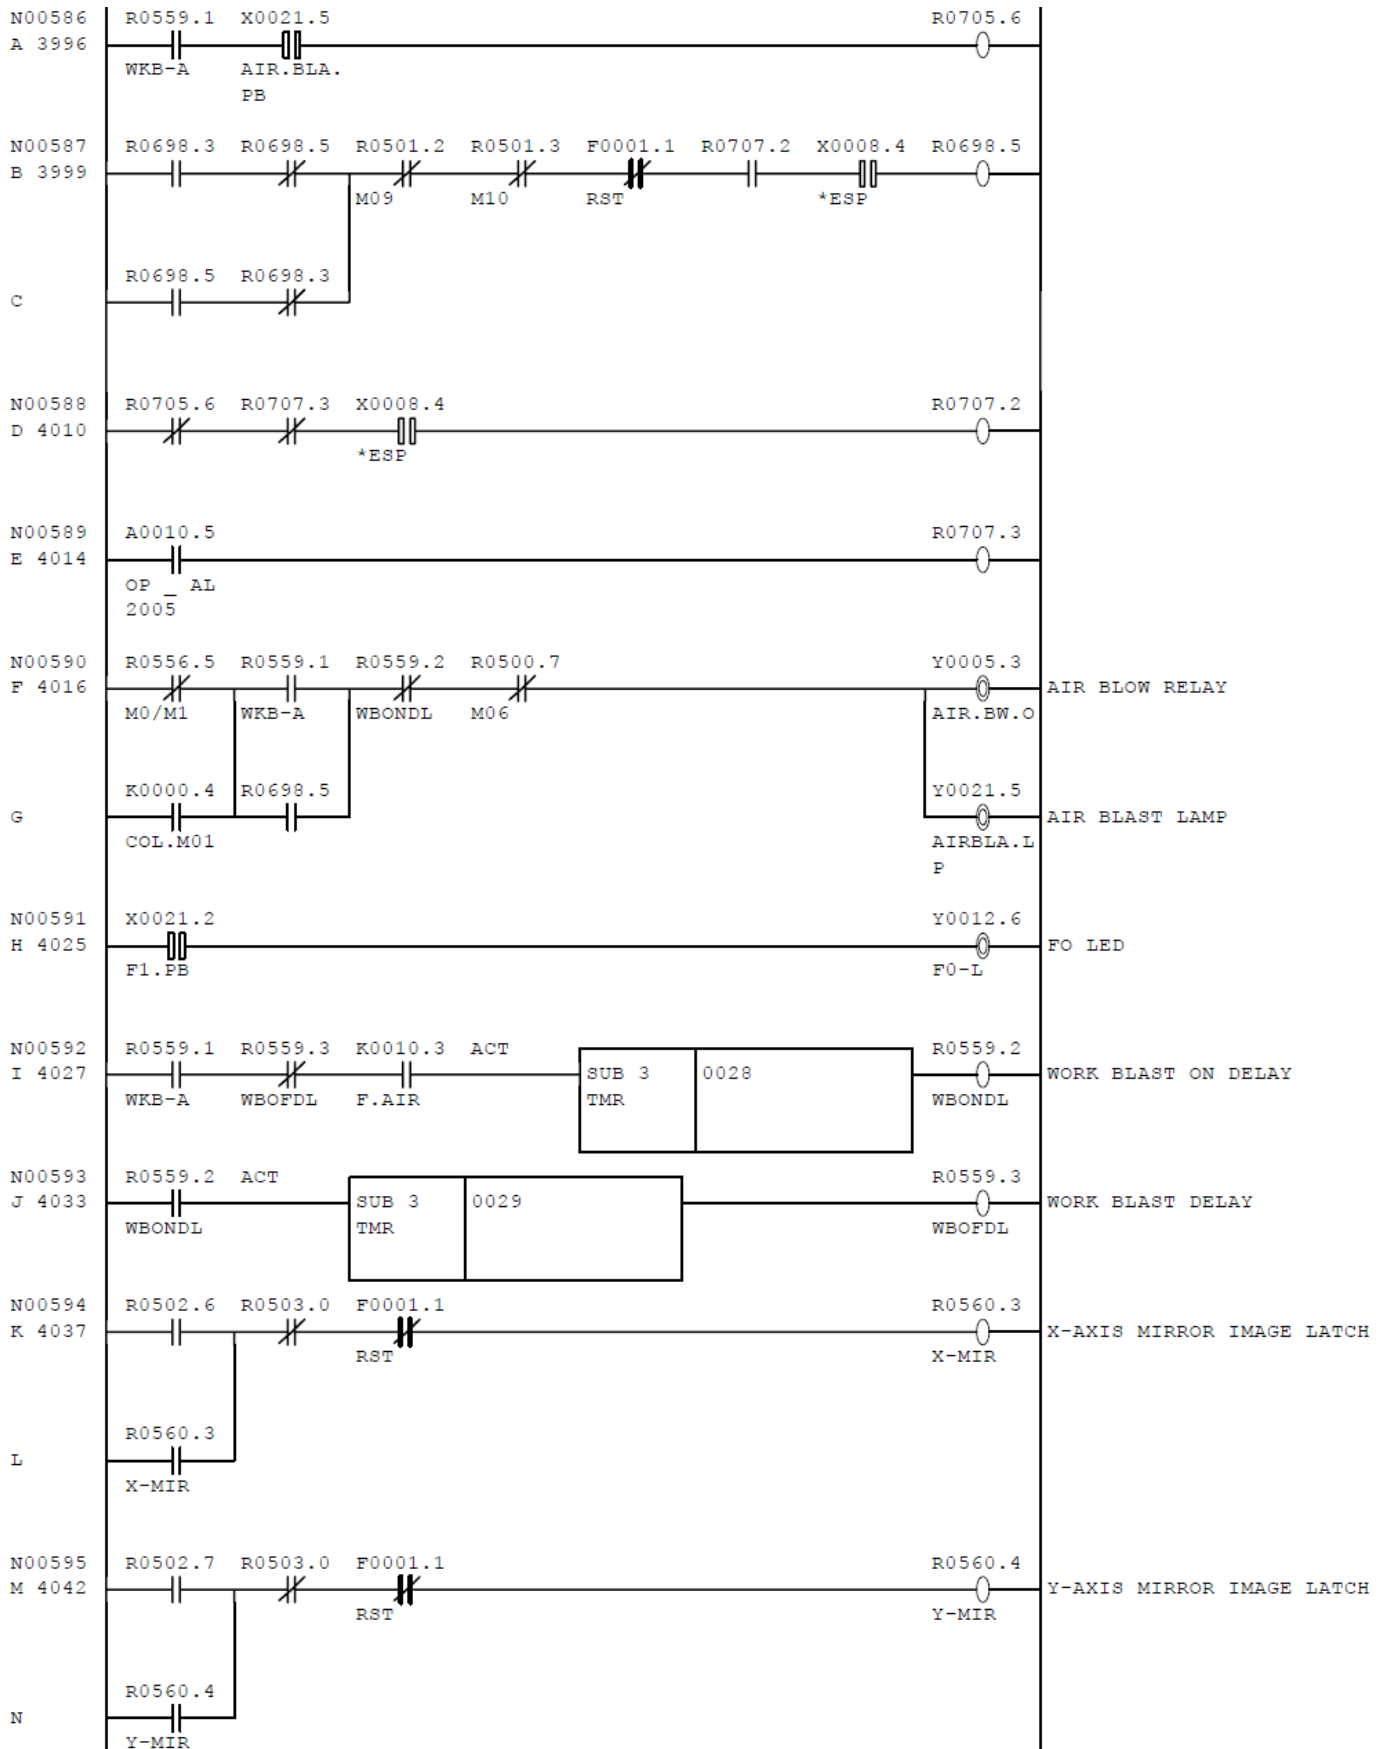 N00586 R0559.1 X0021.5 R0705.6
A 3996
WKB-A AIR.BLA.
PB
N00587 R0698.3 R0698.5 R0501.2 R0501.3 F0001.1 R0707.2 X0008.4 R0698.5
B 3999
M09 M10 RST *ESP
R0698.5 R0698.3
C
N00588 R0705.6 R0707.3 X0008.4 R0707.2
D 4010
*ESP
N00589 A0010.5 R0707.3
E 4014
OP _ AL
2005
N00590 R0556.5 R0559.1 R0559.2 R0500.7 Y0005.3
F 4016 AIR BLOW RELAY
M0/M1 WKB-A WBONDL M06 AIR.BW.O
K0000.4 R0698.5 Y0021.5
G AIR BLAST LAMP
COL.M01 AIRBLA.L
P
N00591 X0021.2 Y0012.6
H 4025 FO LED
F1.PB F0-L
N00592 R0559.1 R0559.3 K0010.3 ACT R0559.2
I 4027 SUB 3 0028 WORK BLAST ON DELAY
WKB-A WBOFDL F.AIR TMR WBONDL
N00593 R0559.2 ACT R0559.3
J 4033 SUB 3 0029 WORK BLAST DELAY
WBONDL TMR WBOFDL
N00594 R0502.6 R0503.0 F0001.1 R0560.3
K 4037 X-AXIS MIRROR IMAGE LATCH
RST X-MIR
R0560.3
L
X-MIR
N00595 R0502.7 R0503.0 F0001.1 R0560.4
M 4042 Y-AXIS MIRROR IMAGE LATCH
RST Y-MIR
R0560.4
N
Y-MIR